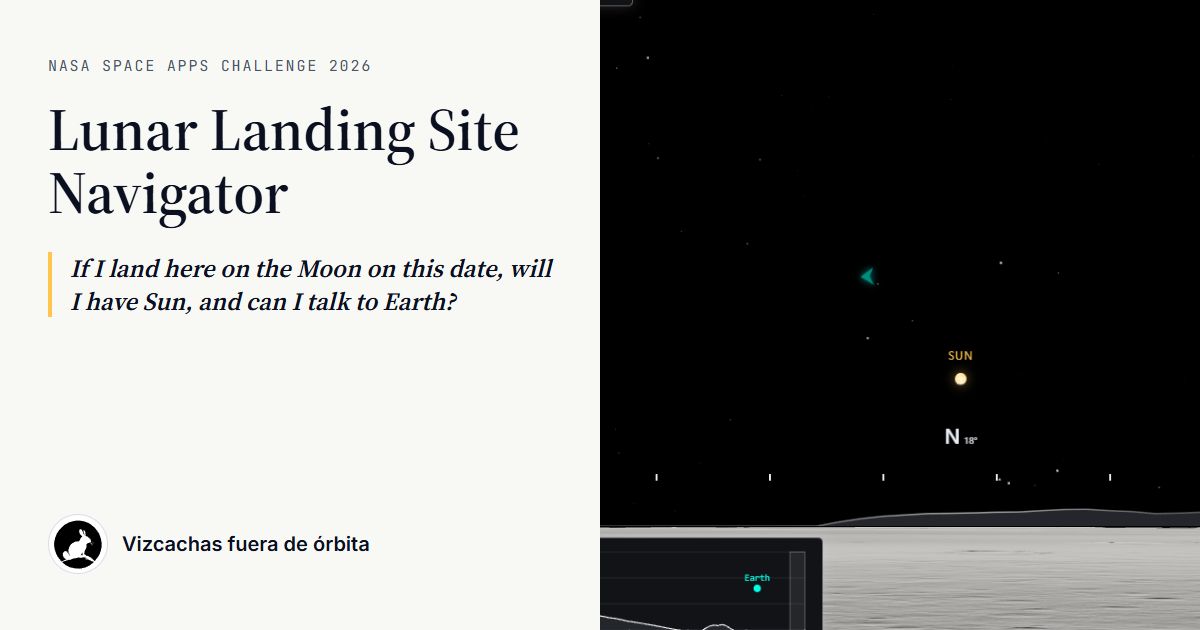 NASA SPACE APPS CHALLENGE 2026
Lunar Landing Site
Navigator
If I land here on the Moon on this date, will
I have Sun, and can I talk to Earth?
Vizcachas fuera de órbita
SUN
N 18°
Earth